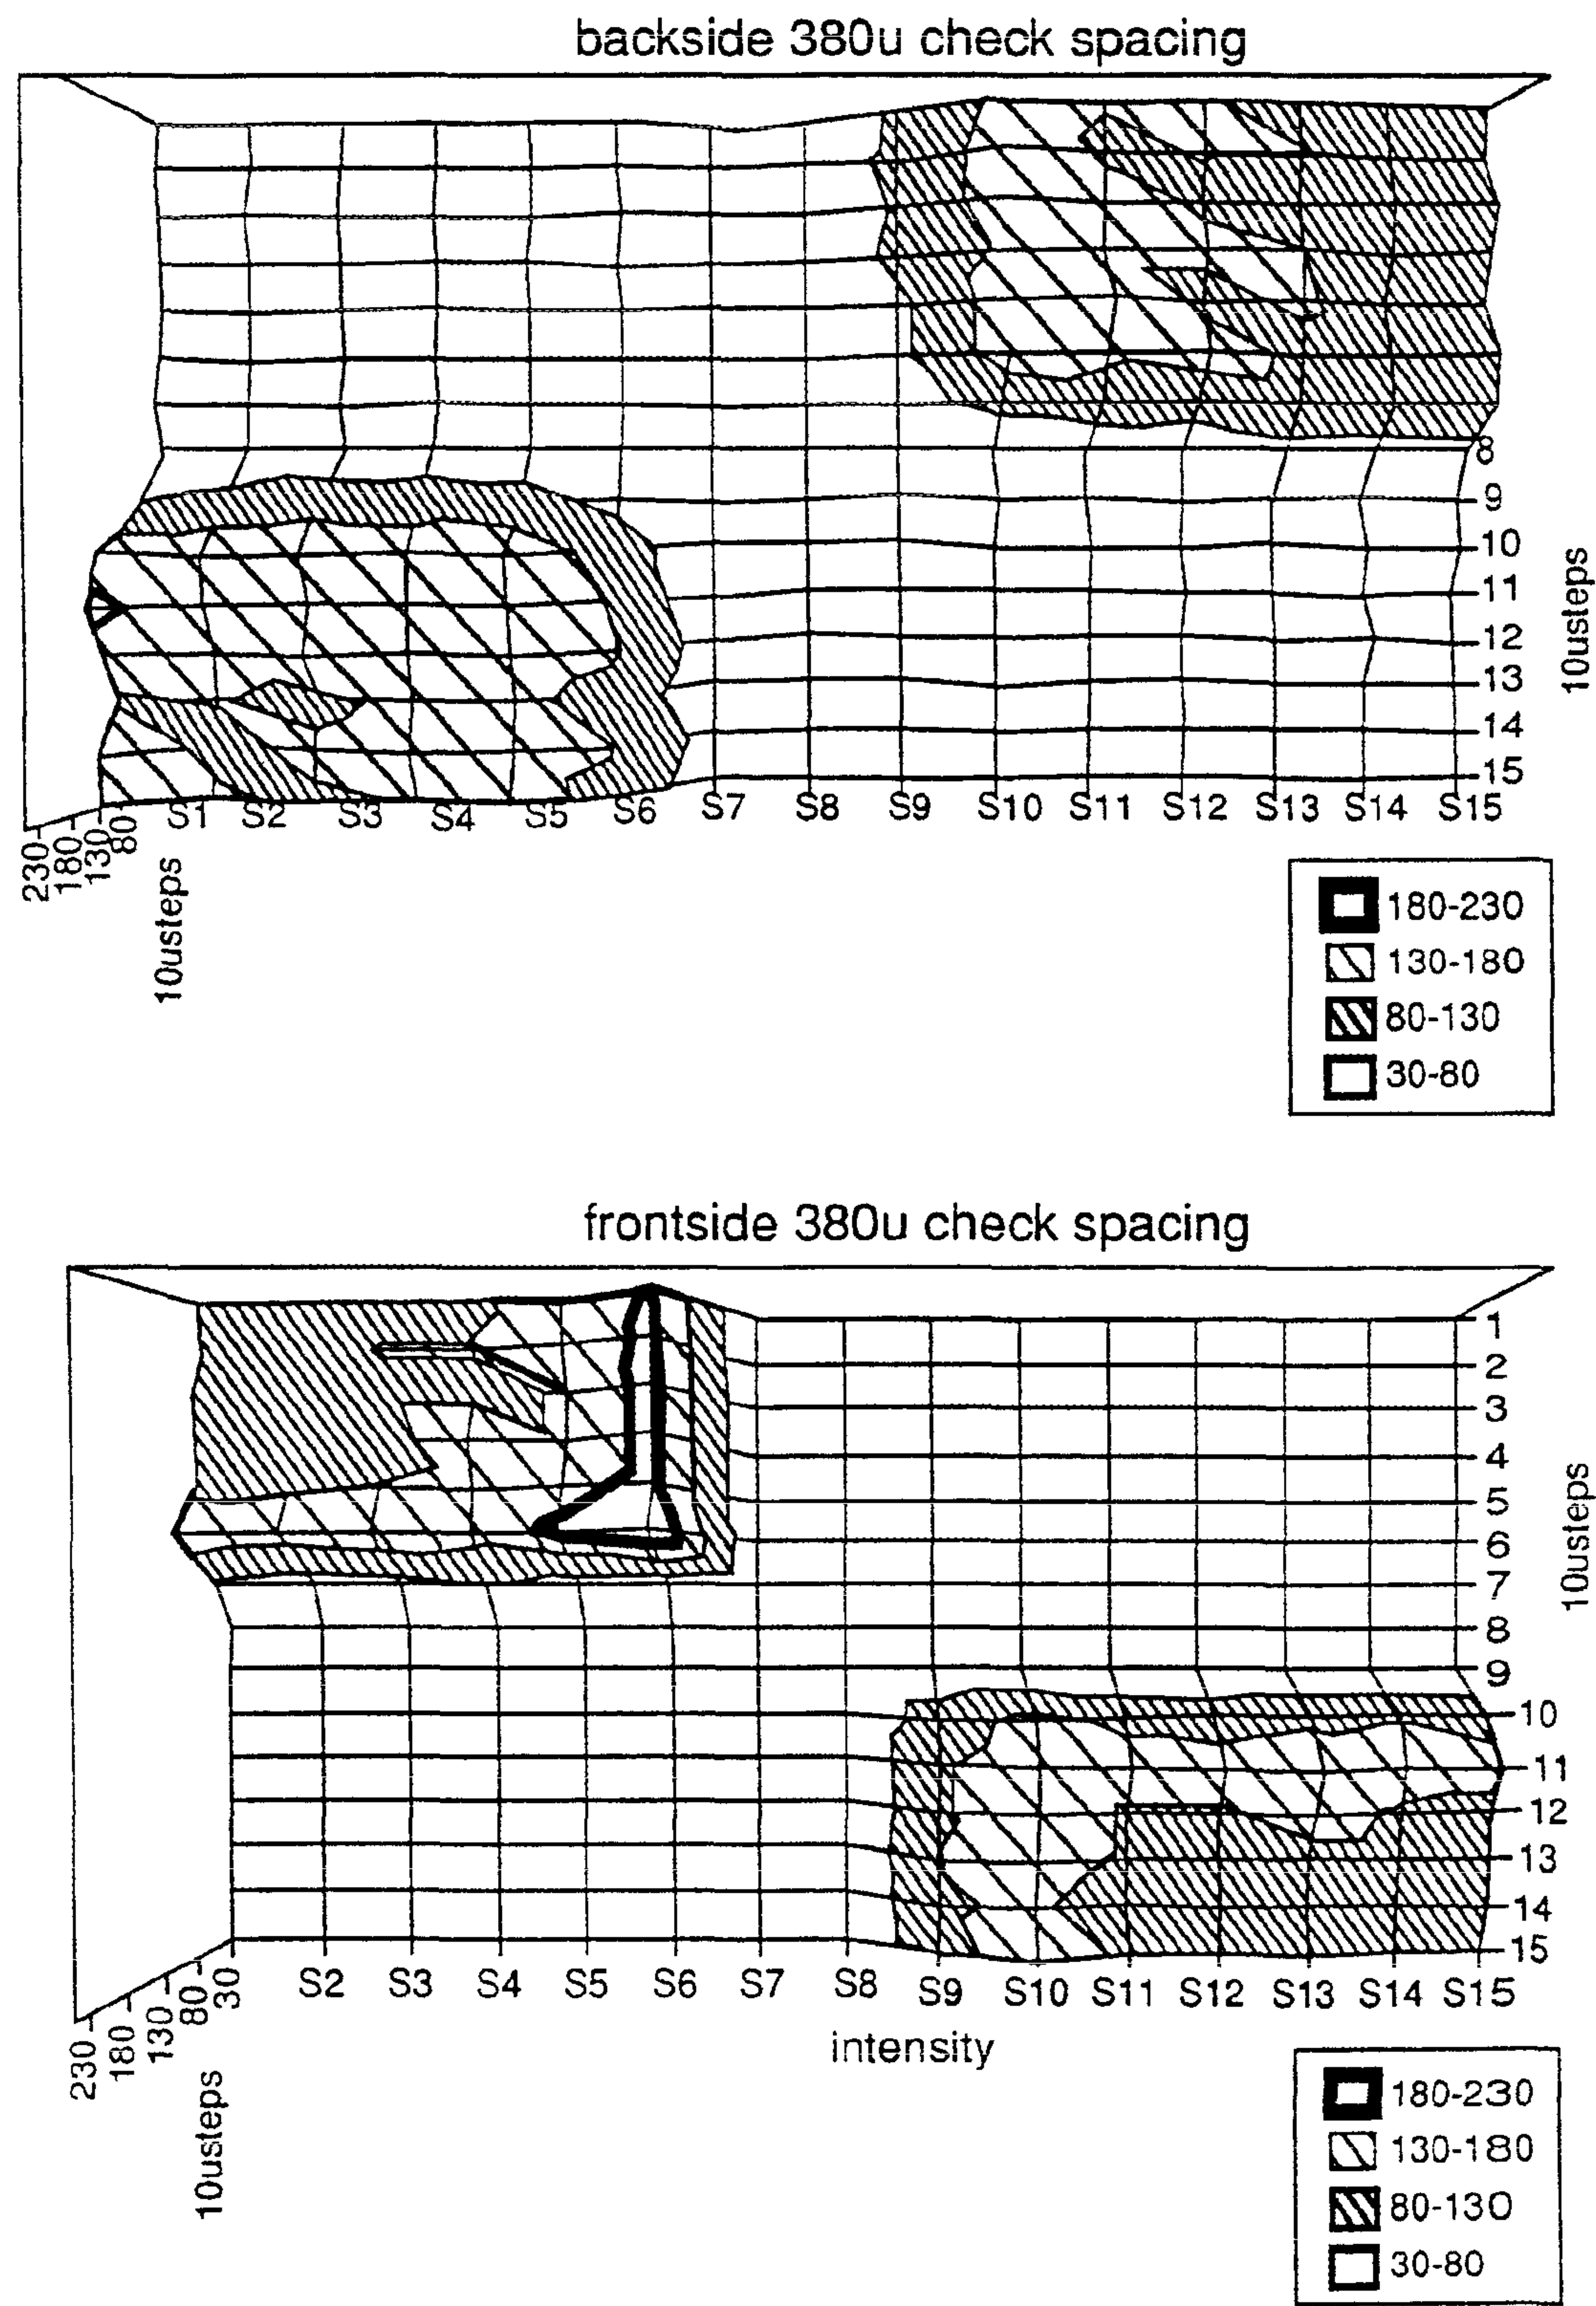 backside 380u check spacing
8
9
10
11
12
13
14
15
10usteps
S1 S2 S3 S4 S5 S6 S7 S8 S9 S10 S11 S12 S13 S14 S15
230 180 130 80
10usteps
180-230
130-180
80-130
30-80
frontside 380u check spacing
1
2
3
4
5
6
7
8
9
10
11
12
13
14
15
10usteps
S2 S3 S4 S5 S6 S7 S8 S9 S10 S11 S12 S13 S14 S15
230 180 130 80 30
intensity
10usteps
180-230
130-180
80-130
30-80